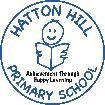 HATTON HILL
Achievement Through
Happy Learning
PRIMARY SCHOOL